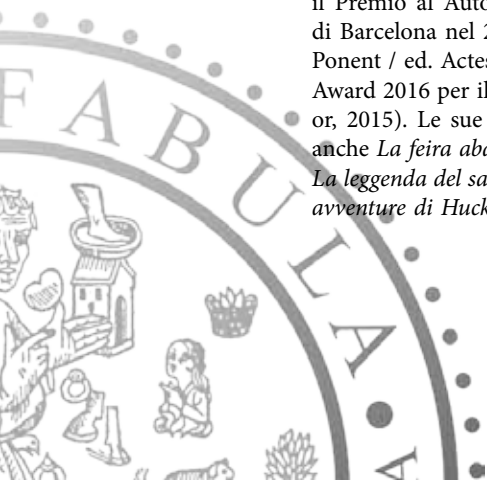 il Premio al Auto
di Barcelona nel 2
Ponent / ed. Actes
Award 2016 per il
or, 2015). Le sue
anche La feira aba
La leggenda del sa
avventure di Huck
FABULA